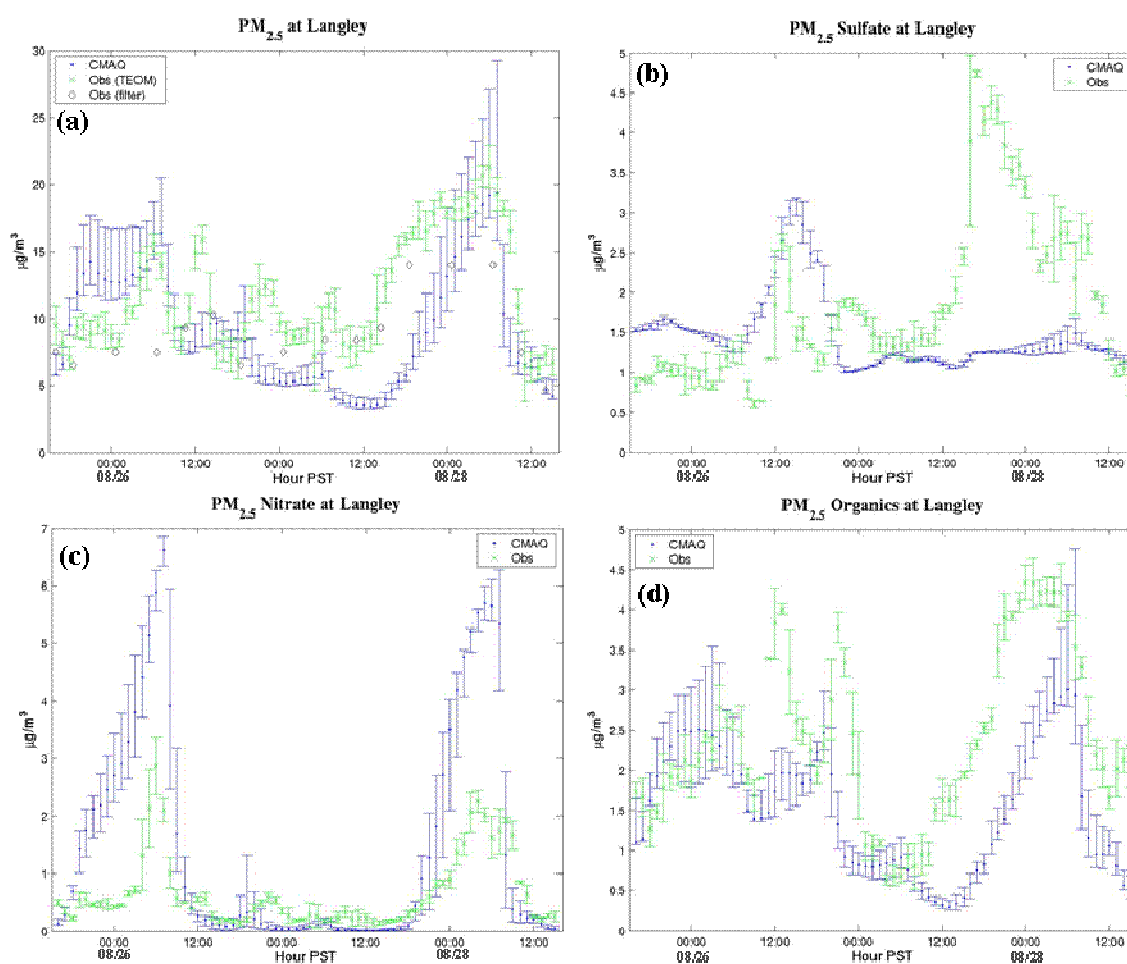 PM2.5 at Langley
30
25
20
15
10
5
0
µg/m³
CMAQ
Obs (TEOM)
Obs (filter)
(a)
00:00 12:00 00:00 12:00 00:00 12:00
08/26 08/28
Hour PST
PM2.5 Sulfate at Langley
5
4.5
4
3.5
3
2.5
2
1.5
1
0.5
0
µg/m³
(b)
CMAQ
Obs
00:00 12:00 00:00 12:00 00:00 12:00
08/26 08/28
Hour PST
PM2.5 Nitrate at Langley
7
6
5
4
3
2
1
0
µg/m³
(c)
CMAQ
Obs
00:00 12:00 00:00 12:00 00:00 12:00
08/26 08/28
Hour PST
PM2.5 Organics at Langley
5
4.5
4
3.5
3
2.5
2
1.5
1
0.5
0
µg/m³
CMAQ
Obs
(d)
00:00 12:00 00:00 12:00 00:00 12:00
08/26 08/28
Hour PST